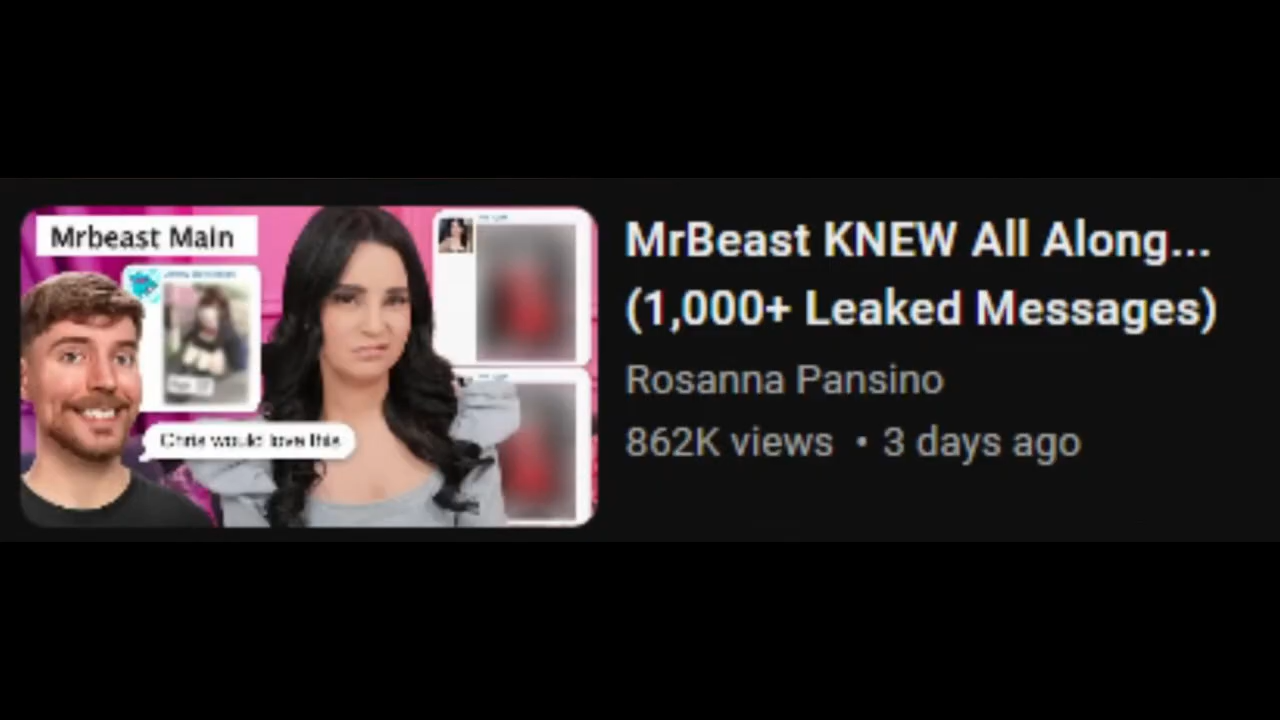 Mrbeast Main
Chris would love this
MrBeast KNEW All Along...
(1,000+ Leaked Messages)
Rosanna Pansino
862K views • 3 days ago